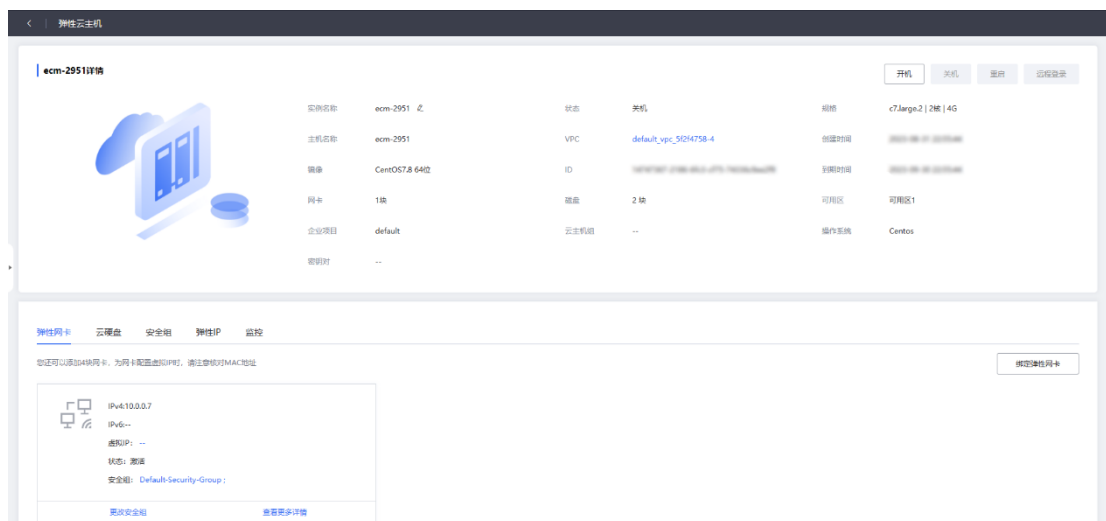 弹性云主机
ecm-2951详情
开机 关机 重启 远程登录
实例名称 ecm-2951 状态 关机 规格 c7.large.2 | 2核 | 4G
主机名称 ecm-2951 VPC default_vpc_5f2f4758-4 创建时间
镜像 CentOS7.8 64位 ID 到期时间
网卡 1块 磁盘 2 块 可用区 可用区1
企业项目 default 云主机组 -- 操作系统 Centos
密钥对 --
弹性网卡 云硬盘 安全组 弹性IP 监控
您还可以添加4块网卡，为网卡配置虚拟IP时，请注意核对MAC地址
绑定弹性网卡
IPv4:10.0.0.7
IPv6:--
虚拟IP： --
状态：激活
安全组： Default-Security-Group ;
更改安全组 查看更多详情